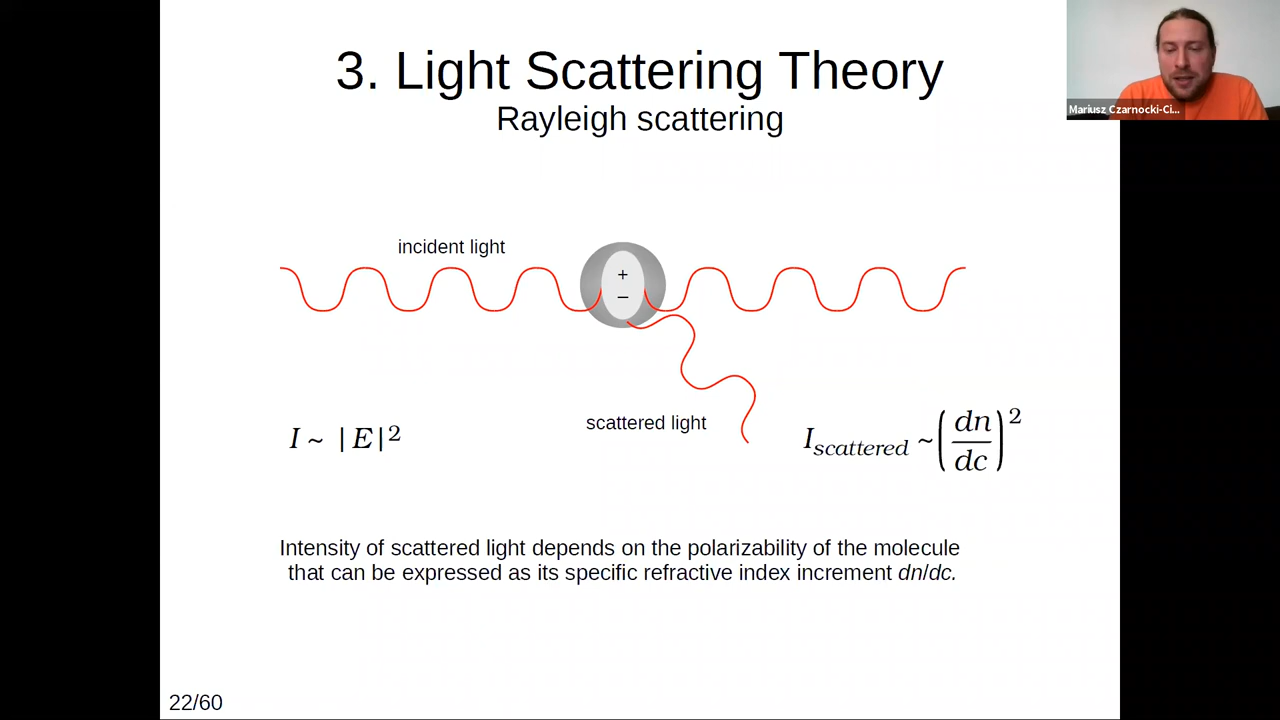 3. Light Scattering Theory
Rayleigh scattering
Mariusz Czarnocki-Ci...
incident light
+
−
scattered light
I ~ |E|²
I_scattered ~ (dn/dc)²
Intensity of scattered light depends on the polarizability of the molecule
that can be expressed as its specific refractive index increment dn/dc.
22/60